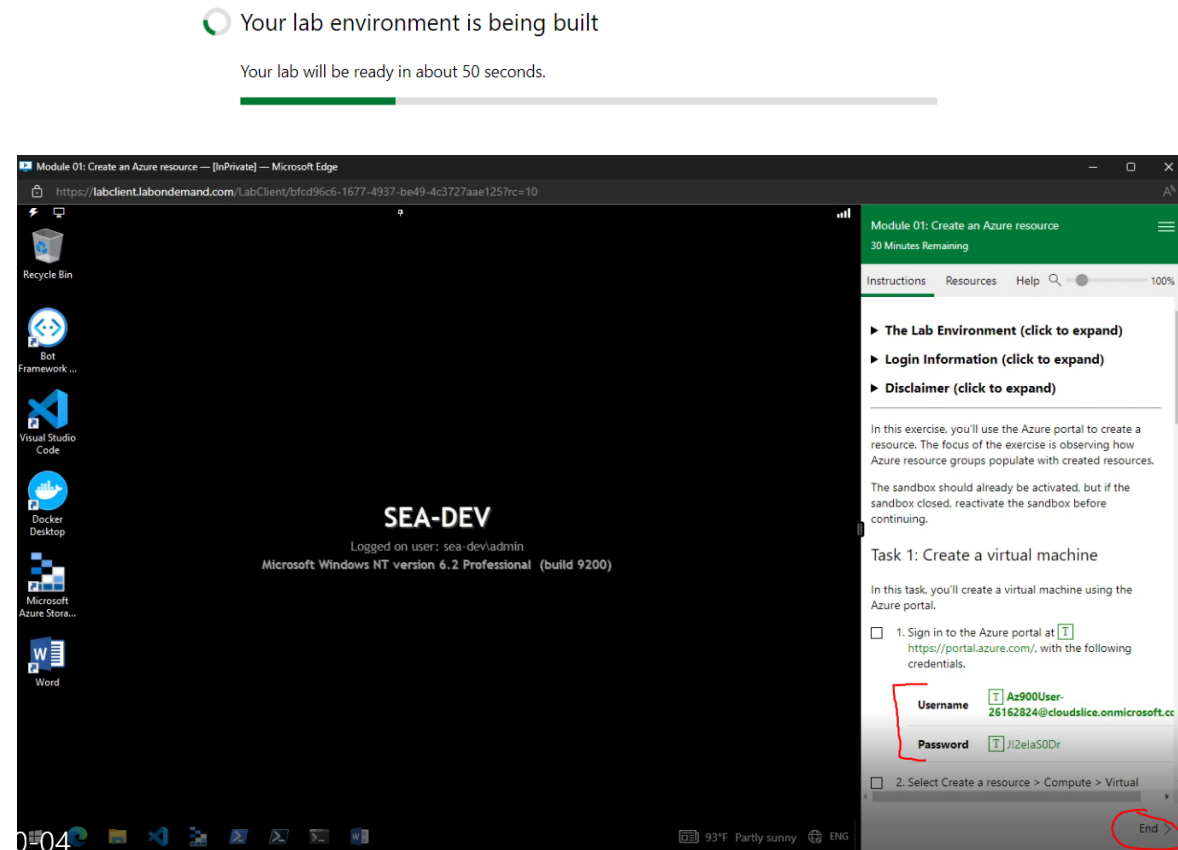 Your lab environment is being built
Your lab will be ready in about 50 seconds.
Module 01: Create an Azure resource — [InPrivate] — Microsoft Edge
https://labclient.labondemand.com/LabClient/bfcd96c6-1677-4937-be49-4c3727aae125?rc=10
Recycle Bin
Bot
Framework ...
Visual Studio
Code
Docker
Desktop
Microsoft
Azure Stora...
Word
SEA-DEV
Logged on user: sea-dev\admin
Microsoft Windows NT version 6.2 Professional (build 9200)
93°F Partly sunny
ENG
Module 01: Create an Azure resource
30 Minutes Remaining
Instructions Resources Help 100%
The Lab Environment (click to expand)
Login Information (click to expand)
Disclaimer (click to expand)
In this exercise, you'll use the Azure portal to create a
resource. The focus of the exercise is observing how
Azure resource groups populate with created resources.
The sandbox should already be activated, but if the
sandbox closed, reactivate the sandbox before
continuing.
Task 1: Create a virtual machine
In this task, you'll create a virtual machine using the
Azure portal.
1. Sign in to the Azure portal at T
https://portal.azure.com/, with the following
credentials.
Username T Az900User-
26162824@cloudslice.onmicrosoft.cc
Password T
2. Select Create a resource > Compute > Virtual
End